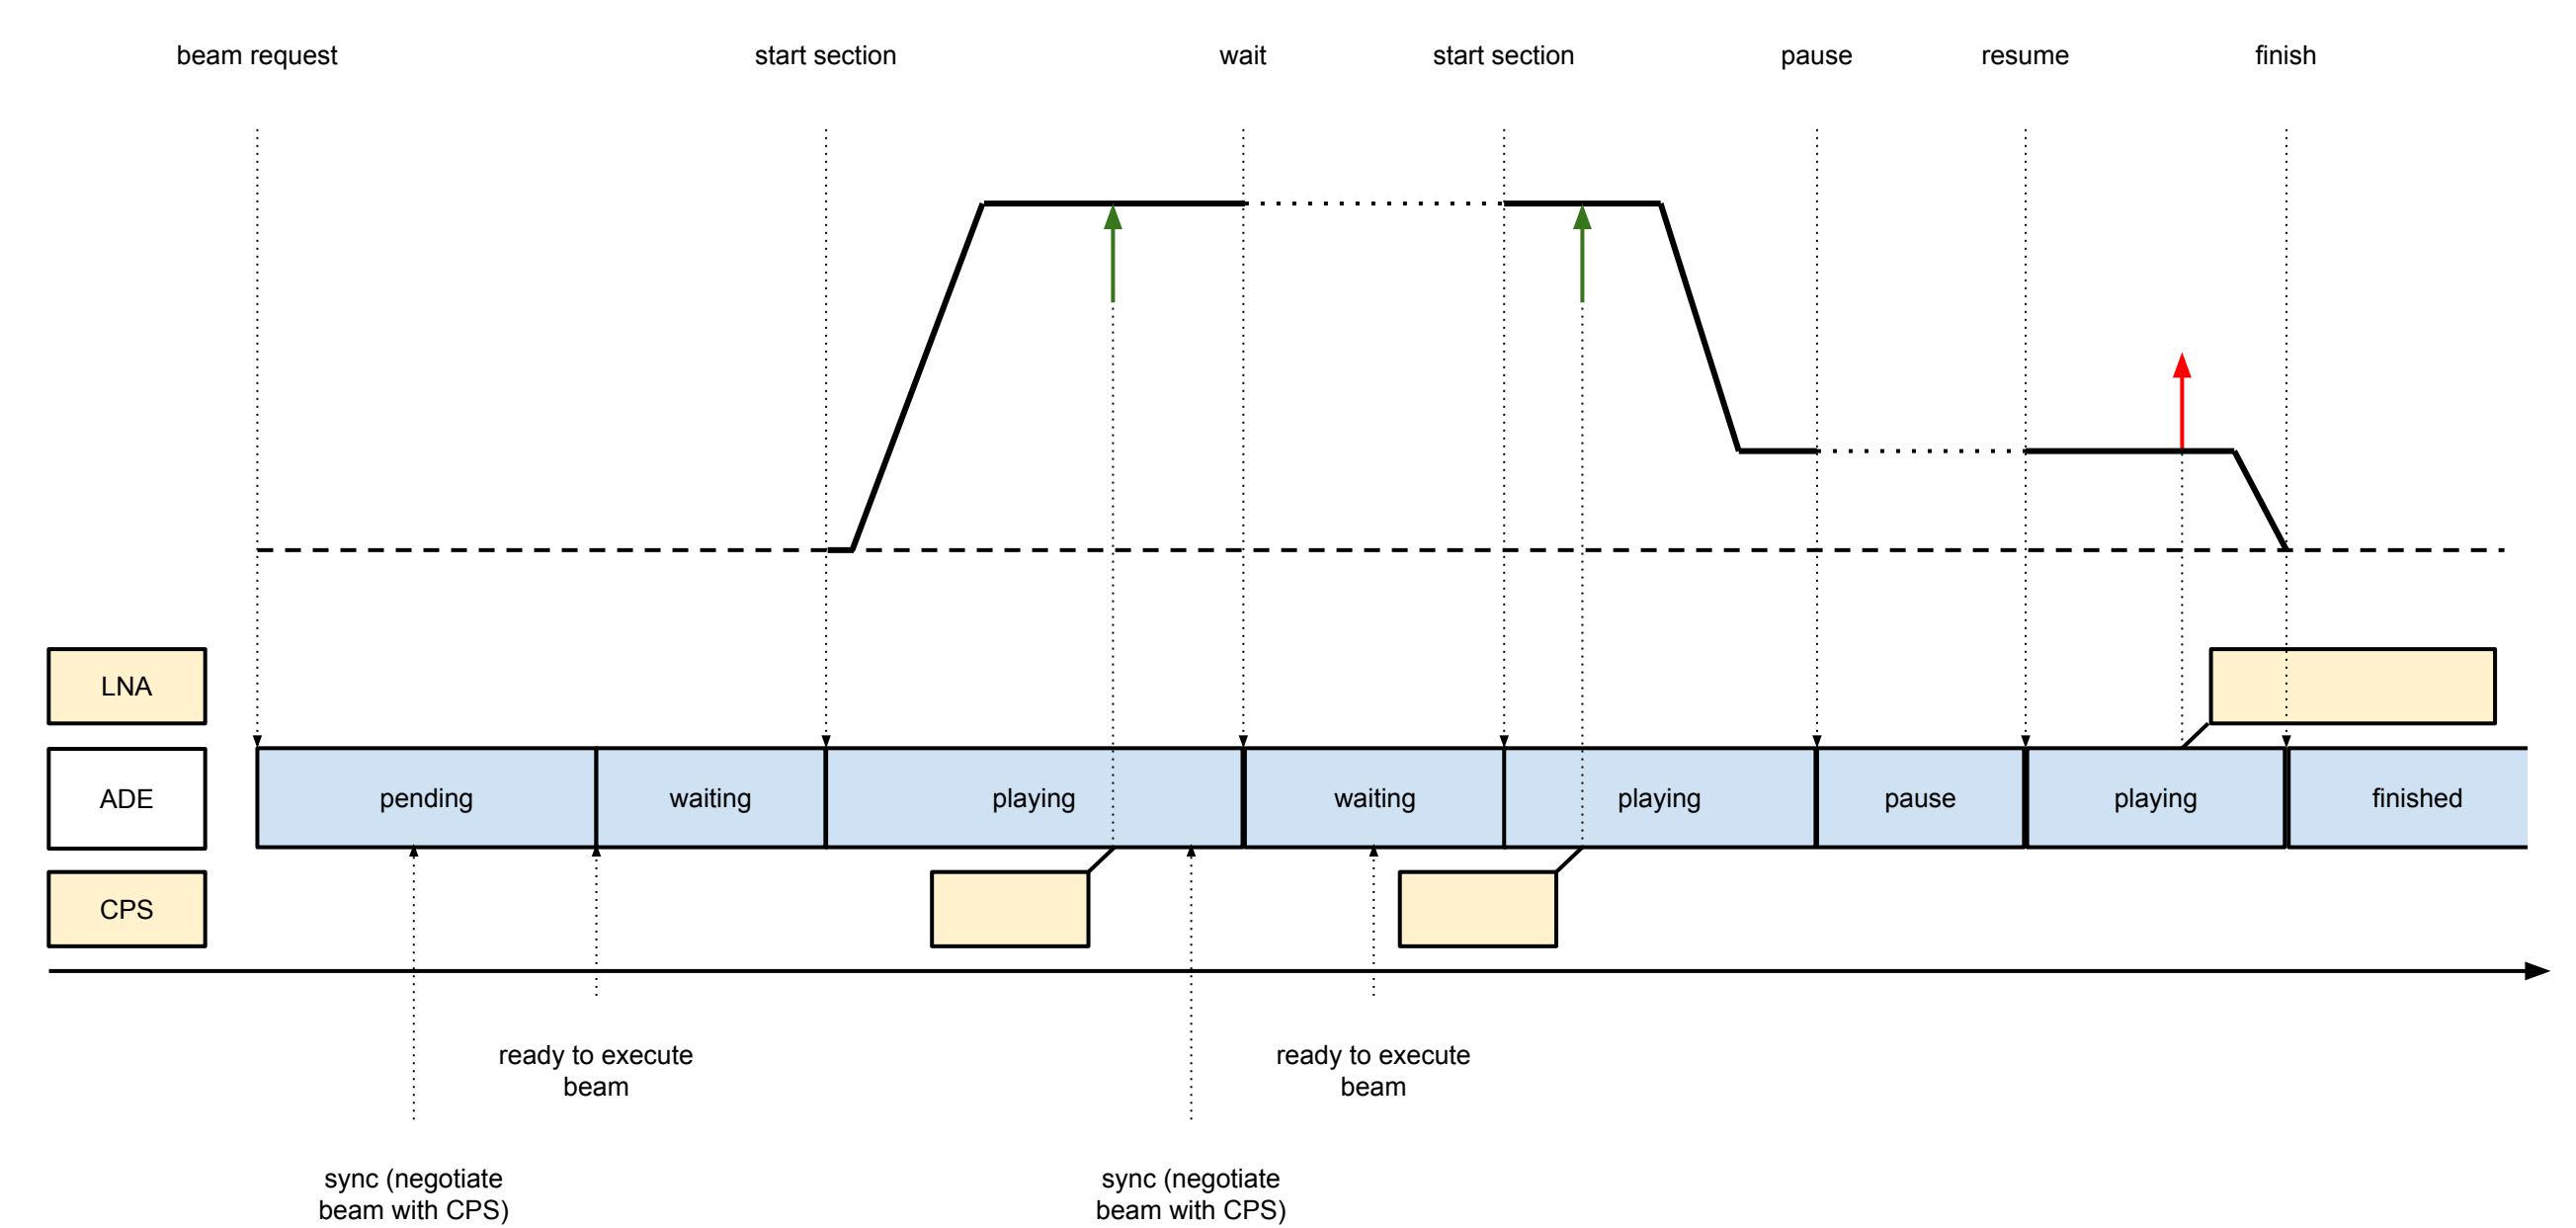 beam request
start section
wait
start section
pause
resume
finish
LNA
ADE
pending
waiting
playing
waiting
playing
pause
playing
finished
CPS
ready to execute
beam
ready to execute
beam
sync (negotiate
beam with CPS)
sync (negotiate
beam with CPS)